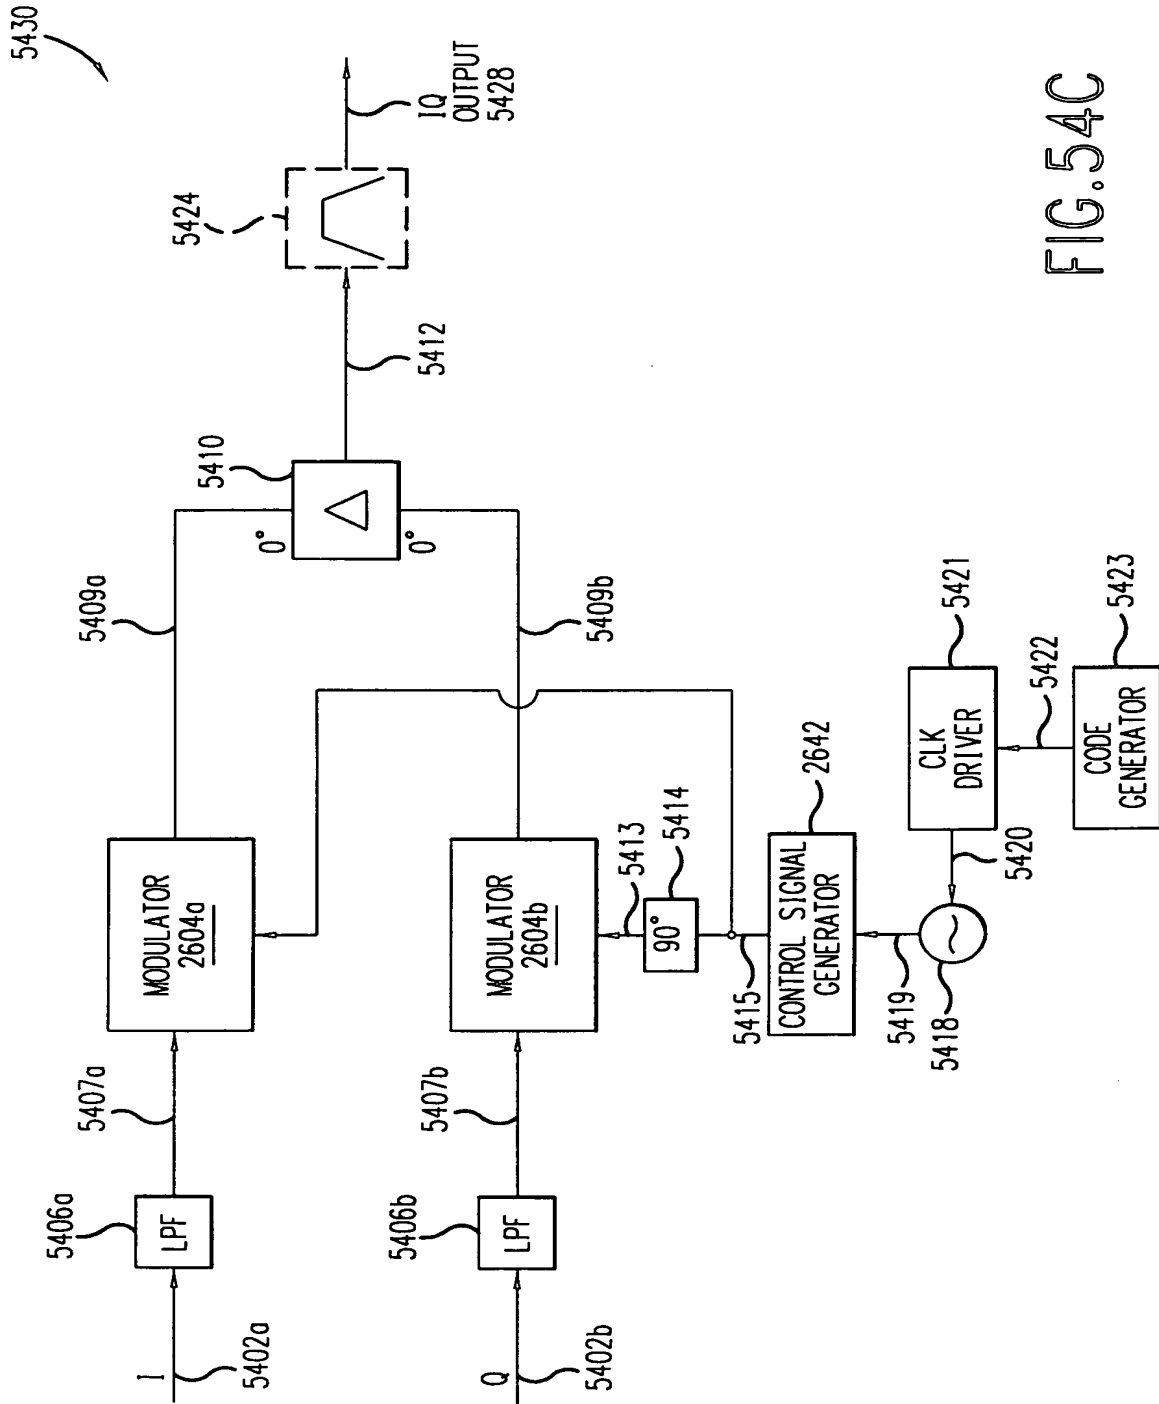 5430
I
5402a
5406a
LPF
5407a
MODULATOR
2604a
5409a
0°
5410
0°
5412
5424
IQ
OUTPUT
5428
Q
5402b
5406b
LPF
5407b
MODULATOR
2604b
5409b
5413
90°
5414
5415
CONTROL SIGNAL
GENERATOR
2642
5419
5418
5420
CLK
DRIVER
5421
5422
CODE
GENERATOR
5423
FIG.54C